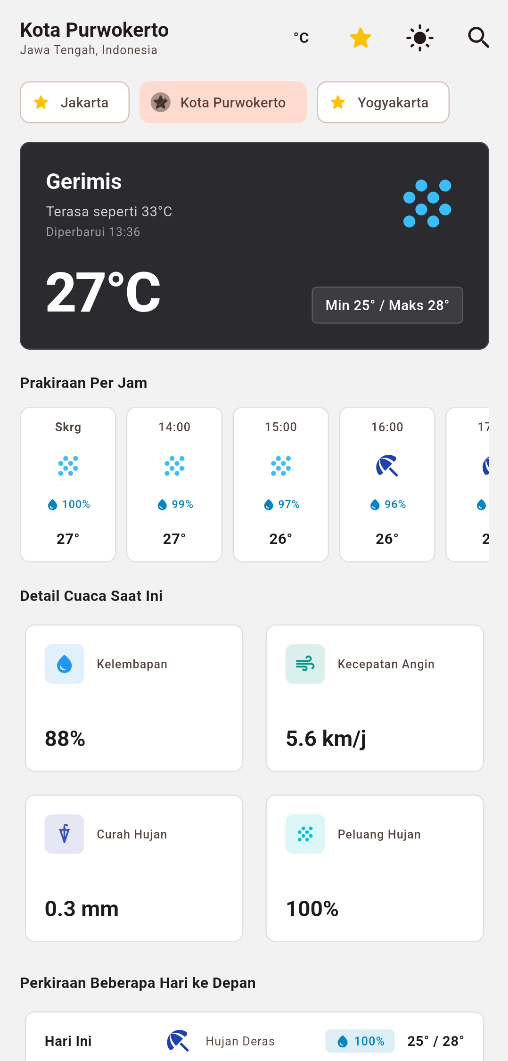 Kota Purwokerto
Jawa Tengah, Indonesia
°C
Jakarta
Kota Purwokerto
Yogyakarta
Gerimis
Terasa seperti 33°C
Diperbarui 13:36
27°C
Min 25° / Maks 28°
Prakiraan Per Jam
Skrg
14:00
15:00
16:00
17
100%
99%
97%
96%
27°
27°
26°
26°
2
Detail Cuaca Saat Ini
Kelembapan
Kecepatan Angin
88%
5.6 km/j
Curah Hujan
Peluang Hujan
0.3 mm
100%
Perkiraan Beberapa Hari ke Depan
Hari Ini
Hujan Deras
100%
25° / 28°